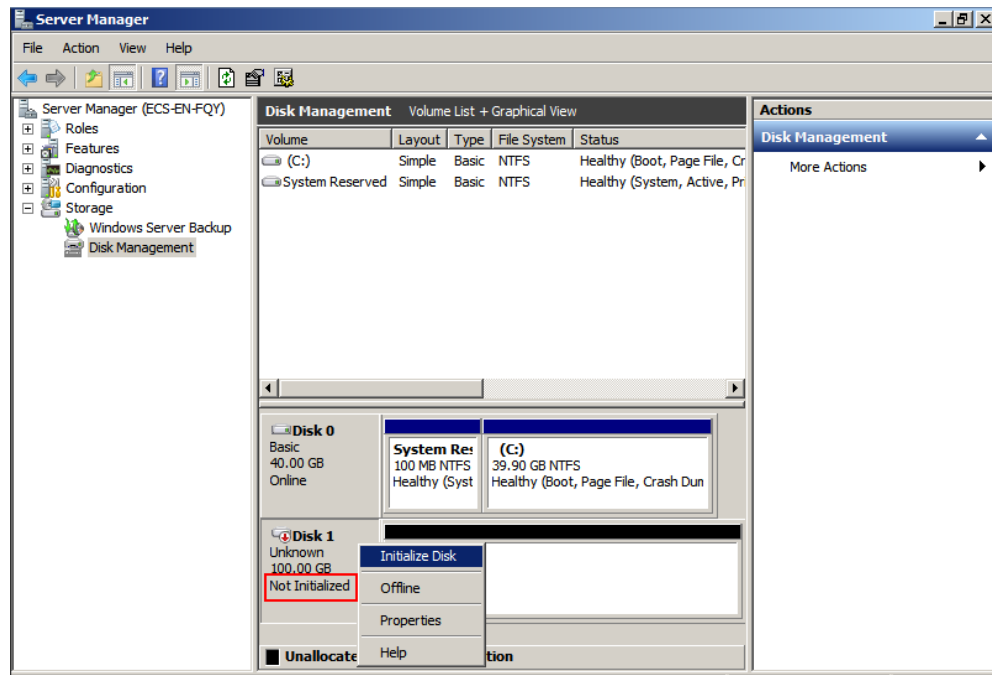 Server Manager
File Action View Help
Server Manager (ECS-EN-FQY)
Roles
Features
Diagnostics
Configuration
Storage
Windows Server Backup
Disk Management
Disk Management Volume List + Graphical View
Volume Layout Type File System Status
(C:) Simple Basic NTFS Healthy (Boot, Page File, Cr
System Reserved Simple Basic NTFS Healthy (System, Active, Pri
Disk 0
Basic
40.00 GB
Online
System Res
100 MB NTFS
Healthy (Syst
(C:)
39.90 GB NTFS
Healthy (Boot, Page File, Crash Dun
Disk 1
Unknown
100.00 GB
Not Initialized
Initialize Disk
Offline
Properties
Help
Unallocate tion
Actions
Disk Management
More Actions